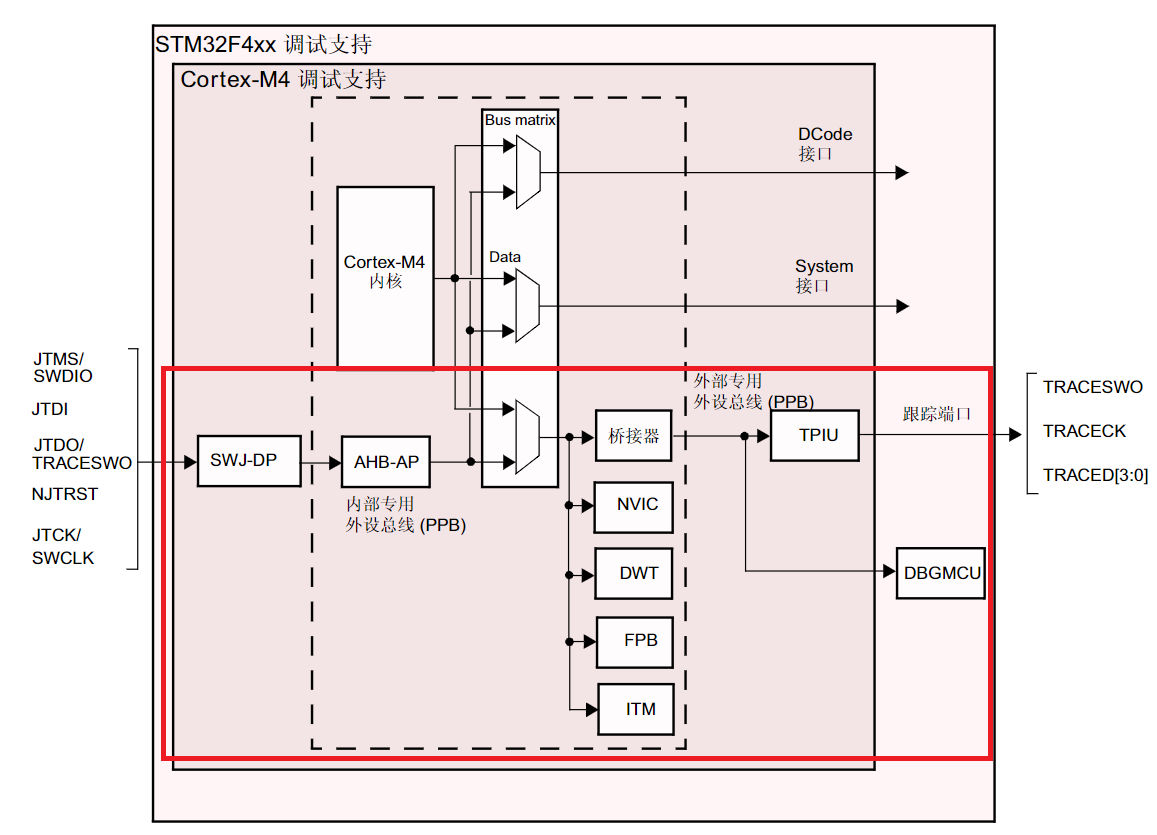 STM32F4xx 调试支持
Cortex-M4 调试支持
Bus matrix
DCode
接口
Cortex-M4
内核
Data
System
接口
JTMS/
SWDIO
JTDI
JTDO/
TRACESWO
NJTRST
JTCK/
SWCLK
SWJ-DP
AHB-AP
内部专用
外设总线 (PPB)
桥接器
NVIC
DWT
FPB
ITM
外部专用
外设总线 (PPB)
TPIU
跟踪端口
DBGMCU
TRACESWO
TRACECK
TRACED[3:0]